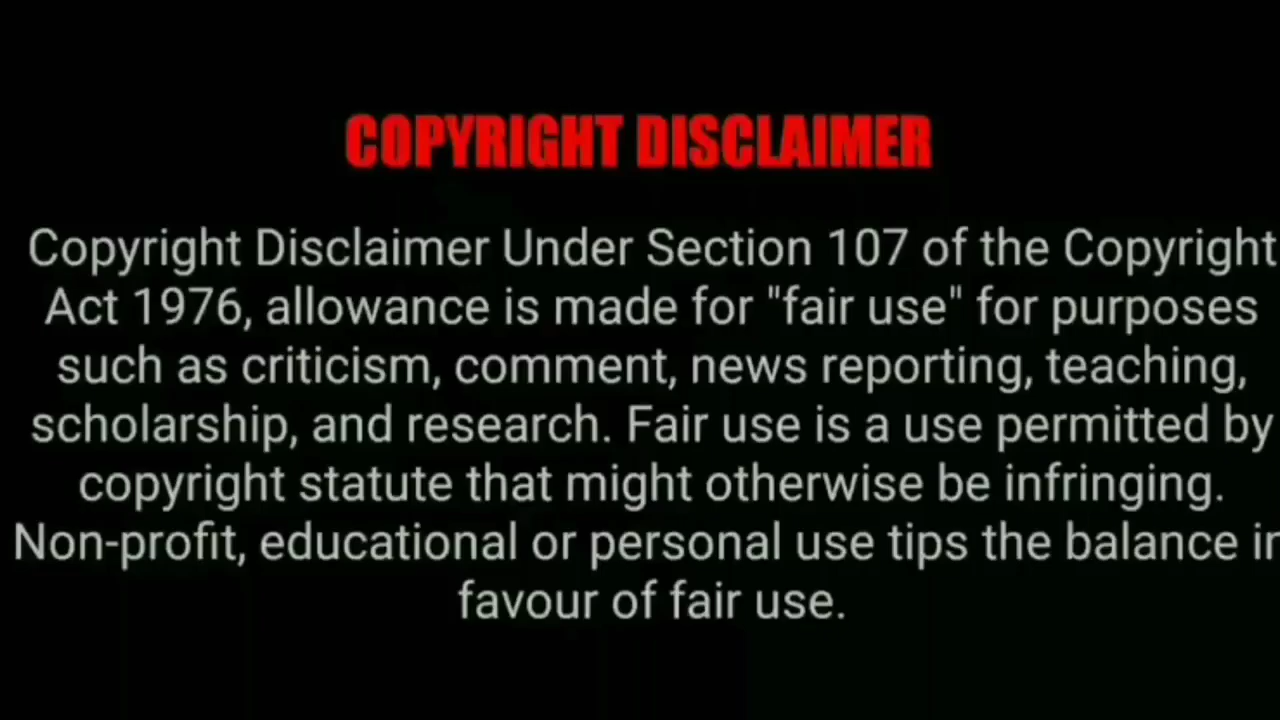 COPYRIGHT DISCLAIMER
Copyright Disclaimer Under Section 107 of the Copyright
Act 1976, allowance is made for "fair use" for purposes
such as criticism, comment, news reporting, teaching,
scholarship, and research. Fair use is a use permitted by
copyright statute that might otherwise be infringing.
Non-profit, educational or personal use tips the balance in
favour of fair use.